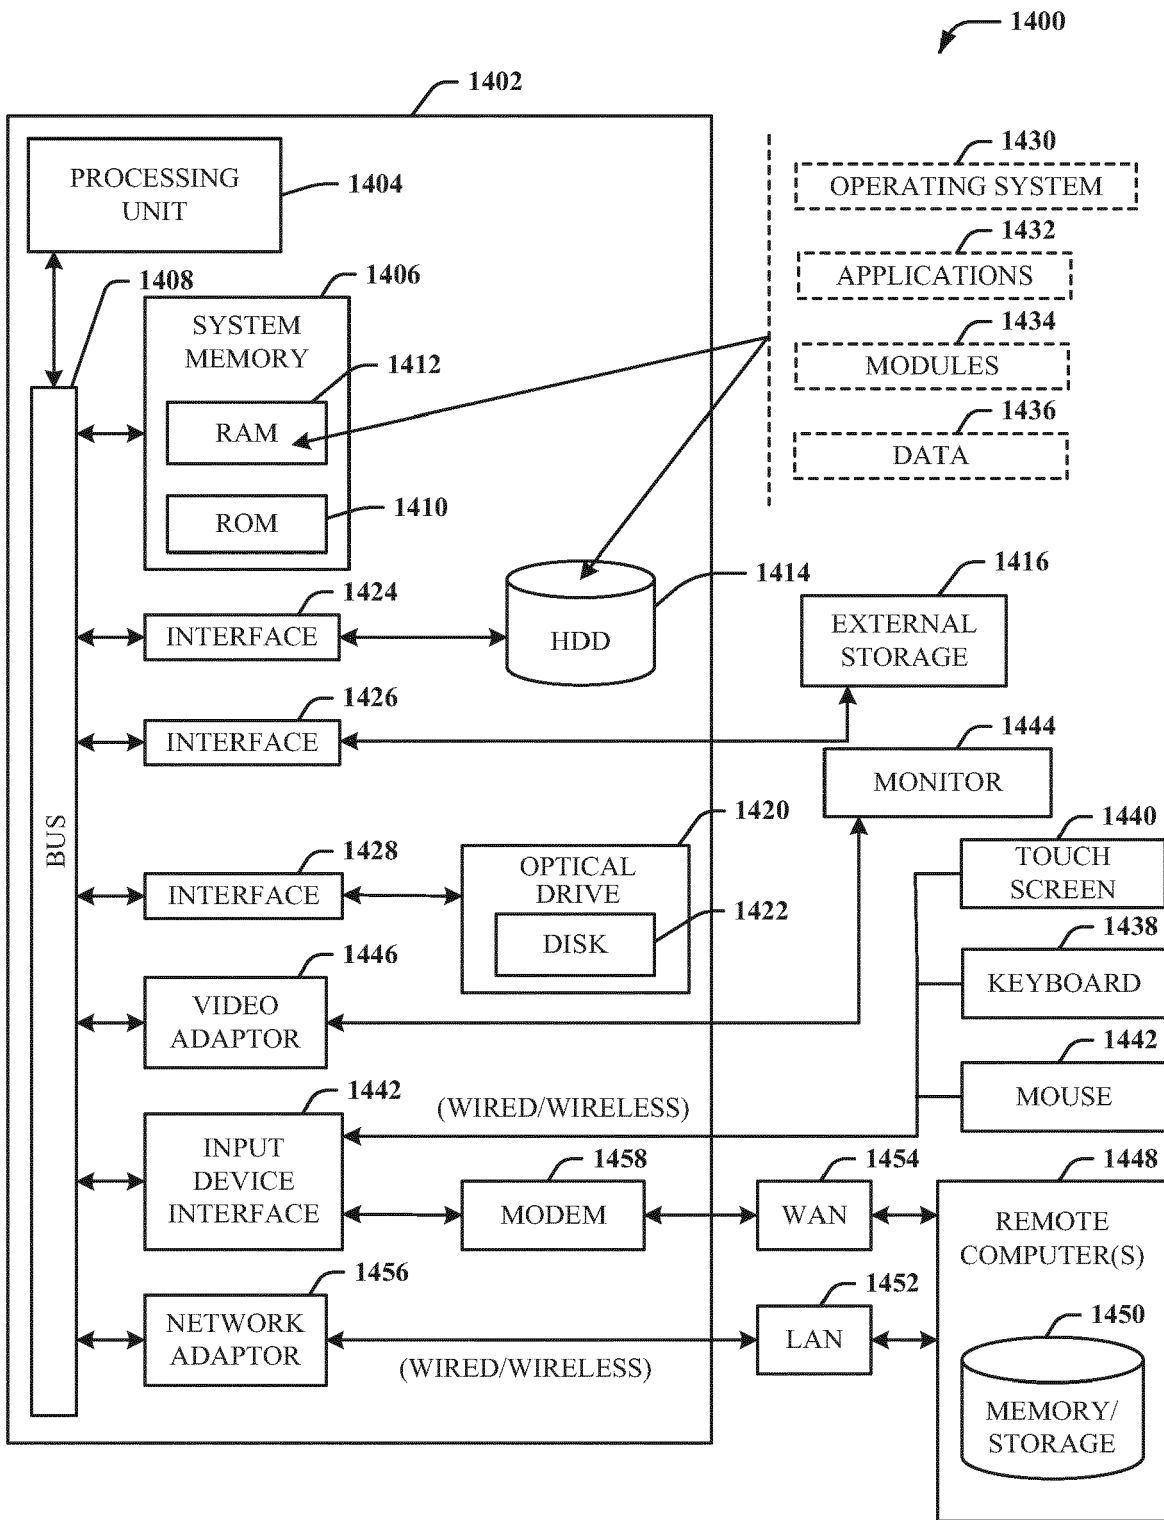 1400
1402
PROCESSING
UNIT
1404
1408
1406
SYSTEM
MEMORY
1412
RAM
ROM
1410
1430
OPERATING SYSTEM
1432
APPLICATIONS
1434
MODULES
1436
DATA
1424
INTERFACE
HDD
1414
1416
EXTERNAL
STORAGE
1426
INTERFACE
1444
MONITOR
BUS
1428
INTERFACE
1420
OPTICAL
DRIVE
1422
DISK
1440
TOUCH
SCREEN
1438
KEYBOARD
1442
MOUSE
1446
VIDEO
ADAPTOR
1442
INPUT
DEVICE
INTERFACE
(WIRED/WIRELESS)
1458
MODEM
1454
WAN
1448
REMOTE
COMPUTER(S)
1456
NETWORK
ADAPTOR
(WIRED/WIRELESS)
1452
LAN
1450
MEMORY/
STORAGE